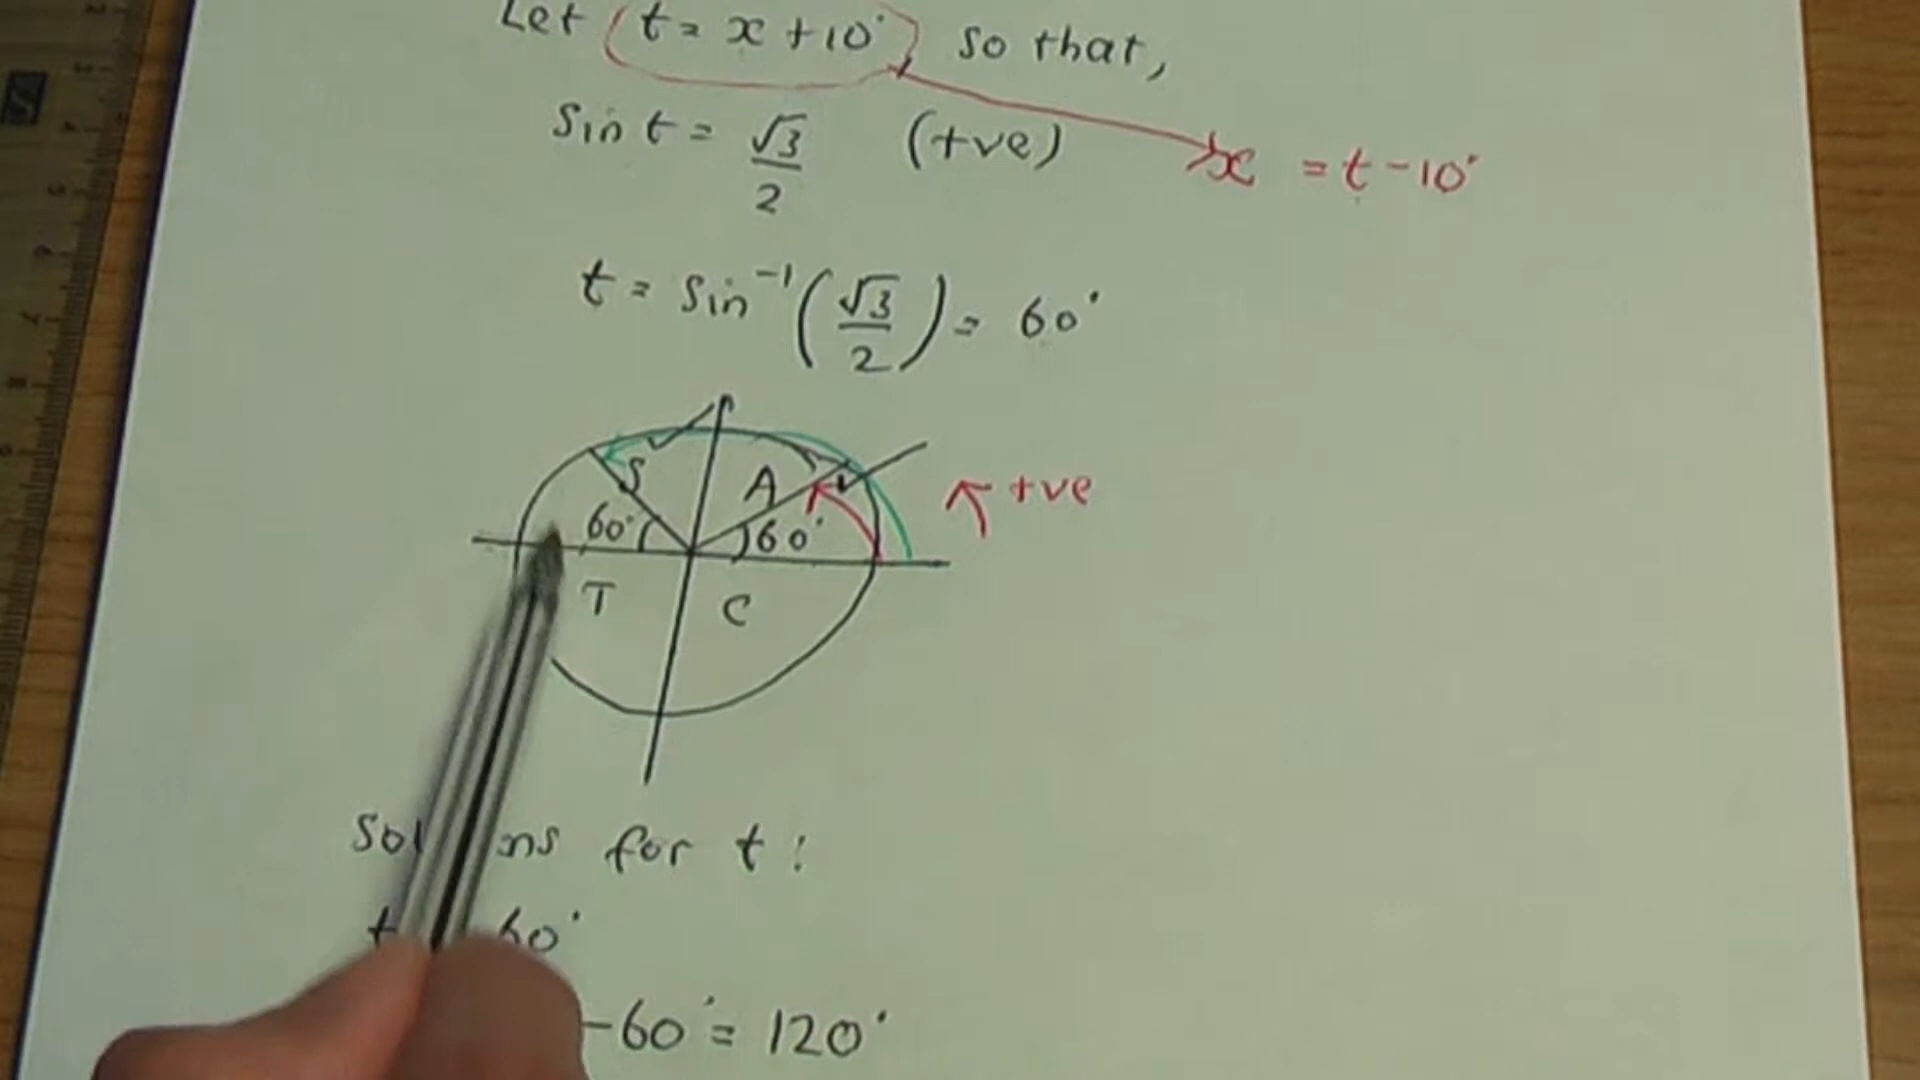 Let t = x + 10° so that,
Sin t = √3/2 (+ve)
x = t - 10°
t = Sin⁻¹(√3/2) = 60°
S A
+ve
60° 60°
T C
for t :
60°
-60° = 120°